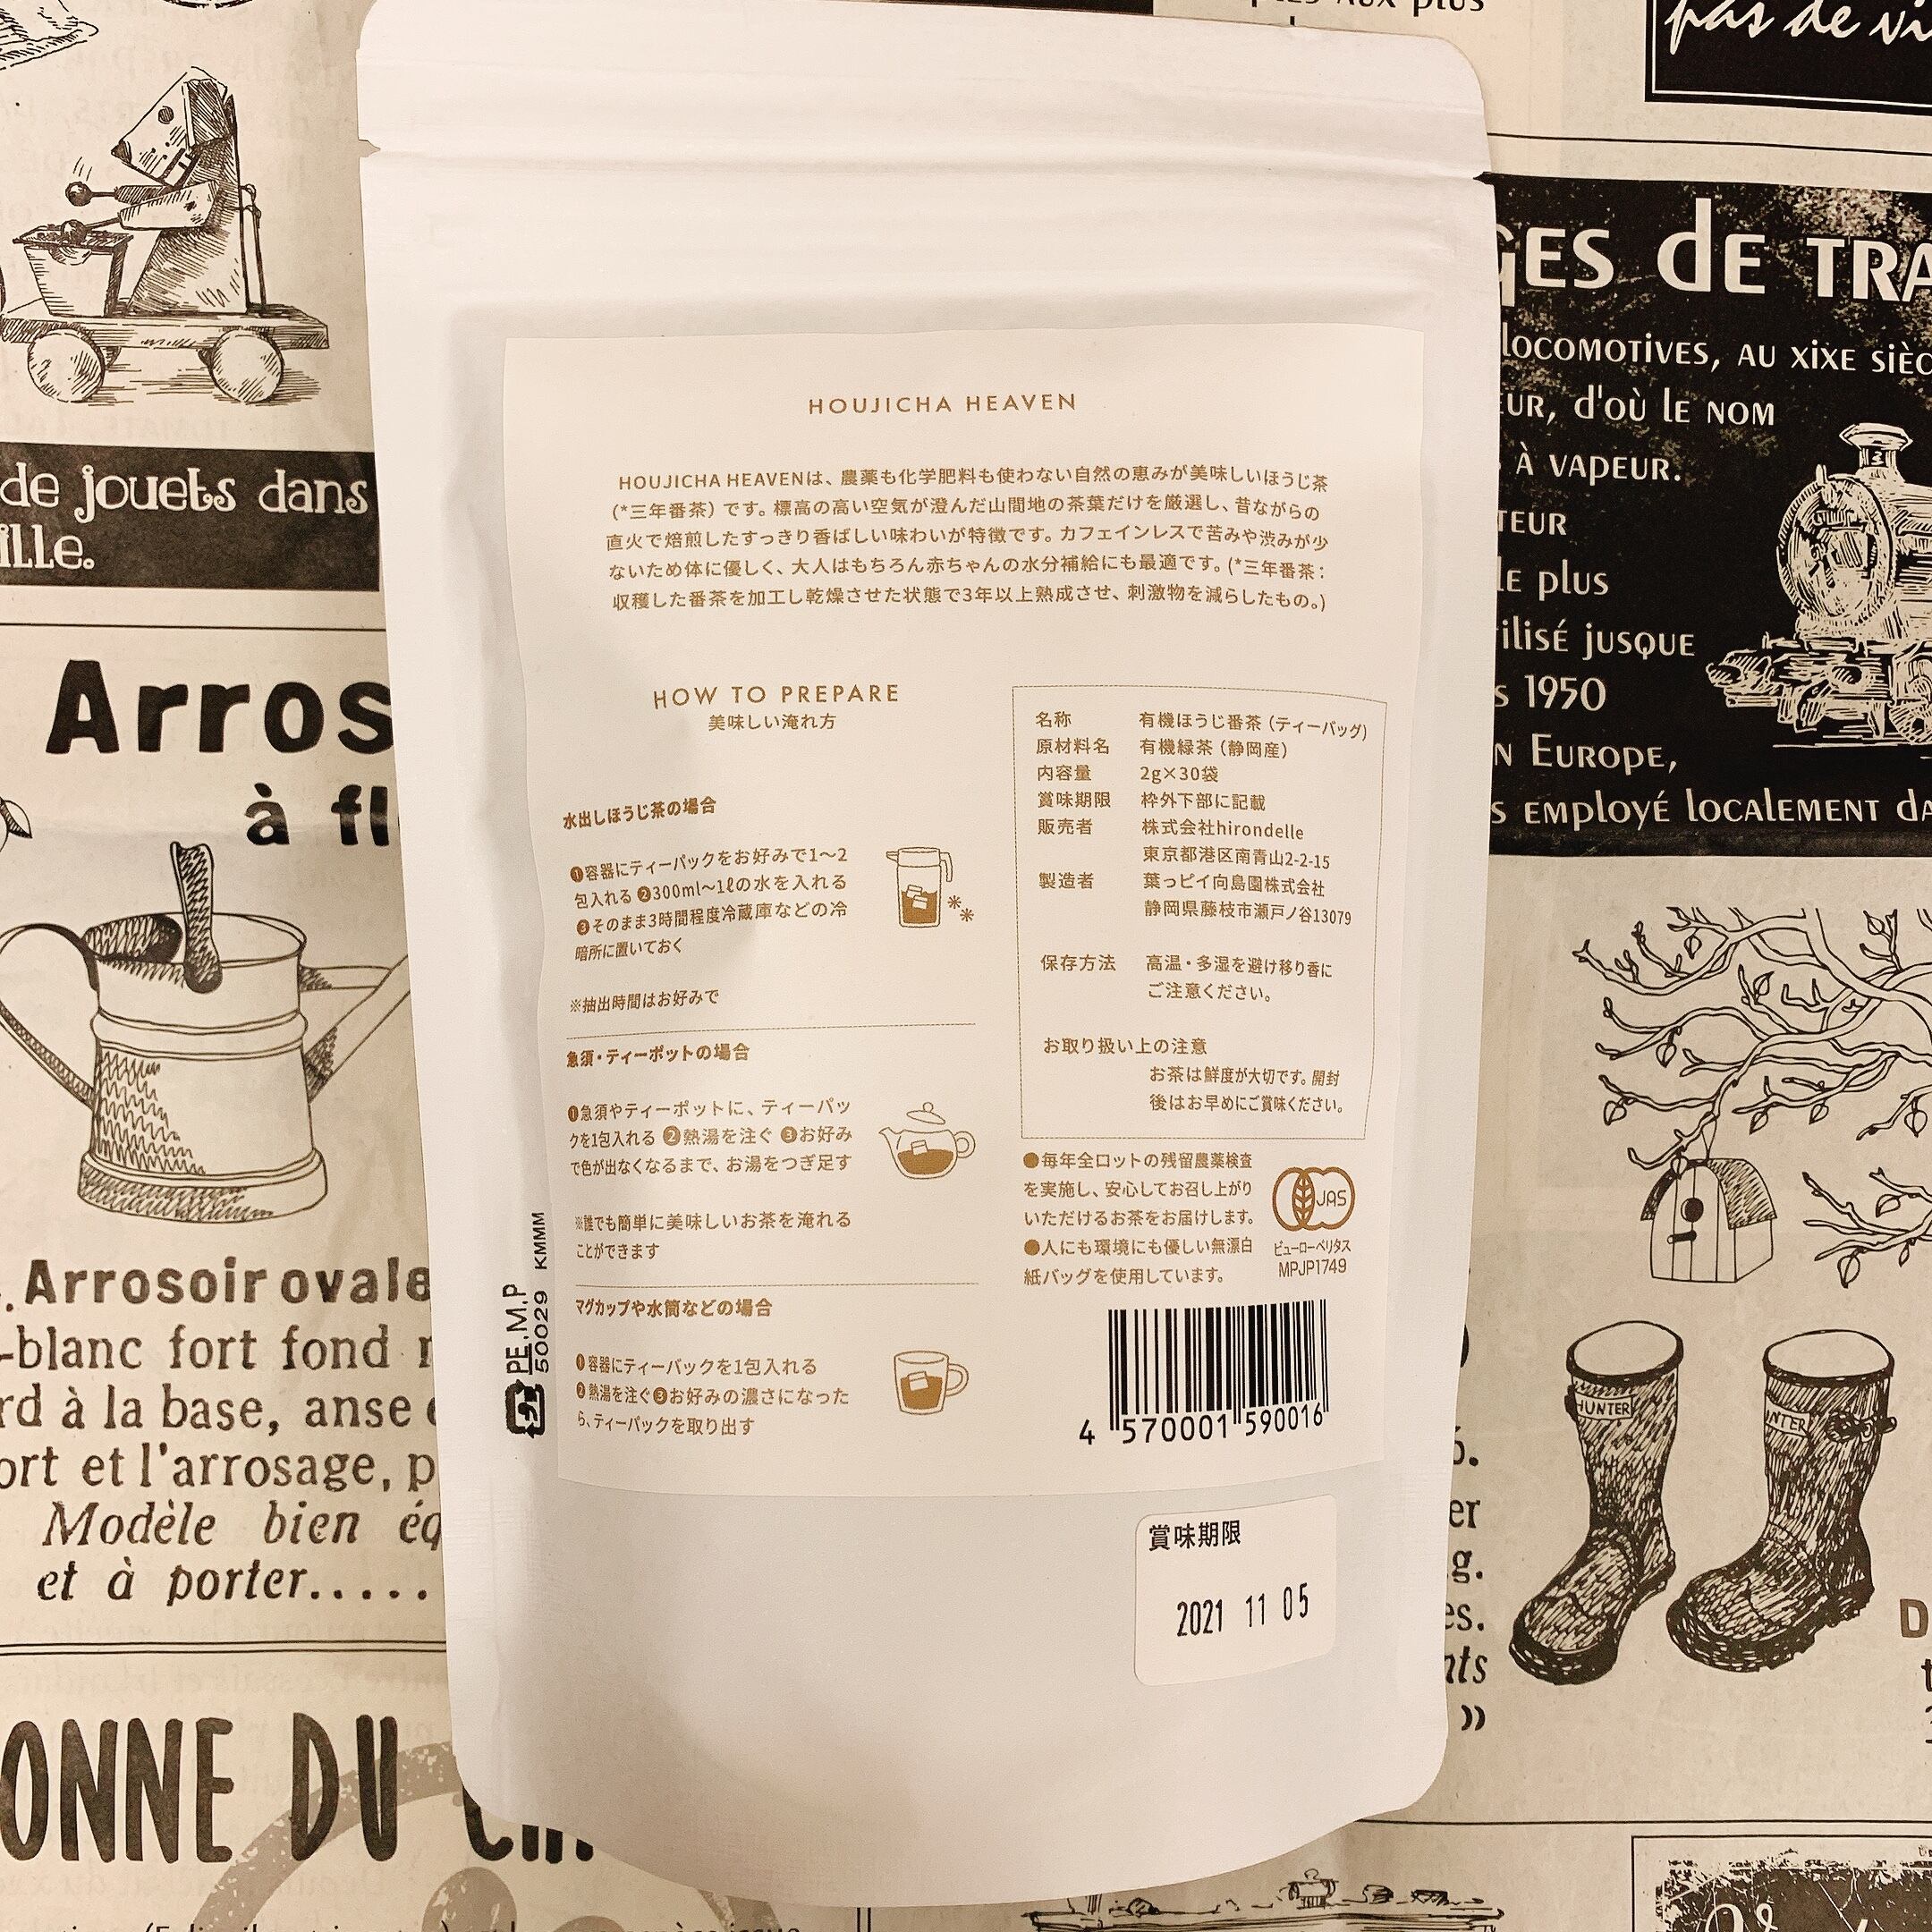 HOUJICHA HEAVEN
HOUJICHA HEAVENは、農薬も化学肥料も使わない自然の恵みが美味しいほうじ茶
(*三年番茶)です。標高の高い空気が澄んだ山間地の茶葉だけを厳選し、昔ながらの
直火で焙煎したすっきり香ばしい味わいが特徴です。カフェインレスで苦みや渋みが少
ないため体に優しく、大人はもちろん赤ちゃんの水分補給にも最適です。(*三年番茶:
収穫した番茶を加工し乾燥させた状態で3年以上熟成させ、刺激物を減らしたもの。)
HOW TO PREPARE
美味しい淹れ方
水出しほうじ茶の場合
❶容器にティーパックをお好みで1〜2
包入れる ❷300ml〜1ℓの水を入れる
❸そのまま3時間程度冷蔵庫などの冷
暗所に置いておく
※抽出時間はお好みで
急須・ティーポットの場合
❶急須やティーポットに、ティーパッ
クを1包入れる ❷熱湯を注ぐ ❸お好み
で色が出なくなるまで、お湯をつぎ足す
※誰でも簡単に美味しいお茶を淹れる
ことができます
マグカップや水筒などの場合
❶容器にティーバックを1包入れる
❷熱湯を注ぐ❸お好みの濃さになった
ら、ティーパックを取り出す
名称 有機ほうじ番茶(ティーバッグ)
原材料名 有機緑茶(静岡産)
内容量 2g×30袋
賞味期限 枠外下部に記載
販売者 株式会社hirondelle
東京都港区南青山2-2-15
製造者 葉っピイ向島園株式会社
静岡県藤枝市瀬戸ノ谷13079
保存方法 高温・多湿を避け移り香に
ご注意ください。
お取り扱い上の注意
お茶は鮮度が大切です。開封
後はお早めにご賞味ください。
●毎年全ロットの残留農薬検査
を実施し、安心してお召し上がり
いただけるお茶をお届けします。
●人にも環境にも優しい無漂白
紙バッグを使用しています。
JAS
ビューローベリタス
MPJP1749
4 570001 590016
PE.M.P
50029 KMMM
賞味期限
2021 11 05
de jouets dans
ille.
Arros
à fl
Arrosoir ovale
-blanc fort fond
rd à la base, anse
ort et l'arrosage, p
Modèle bien éq
et à porter.....
ONNE DU
pas de vi
GES de TRA
locomotives, au xixe sièc
eur, d'où le nom
à vapeur.
teur
le plus
ilisé jusque
s 1950
n Europe,
s employé localement da
HUNTER
NTER
er
g.
es.
nts
»